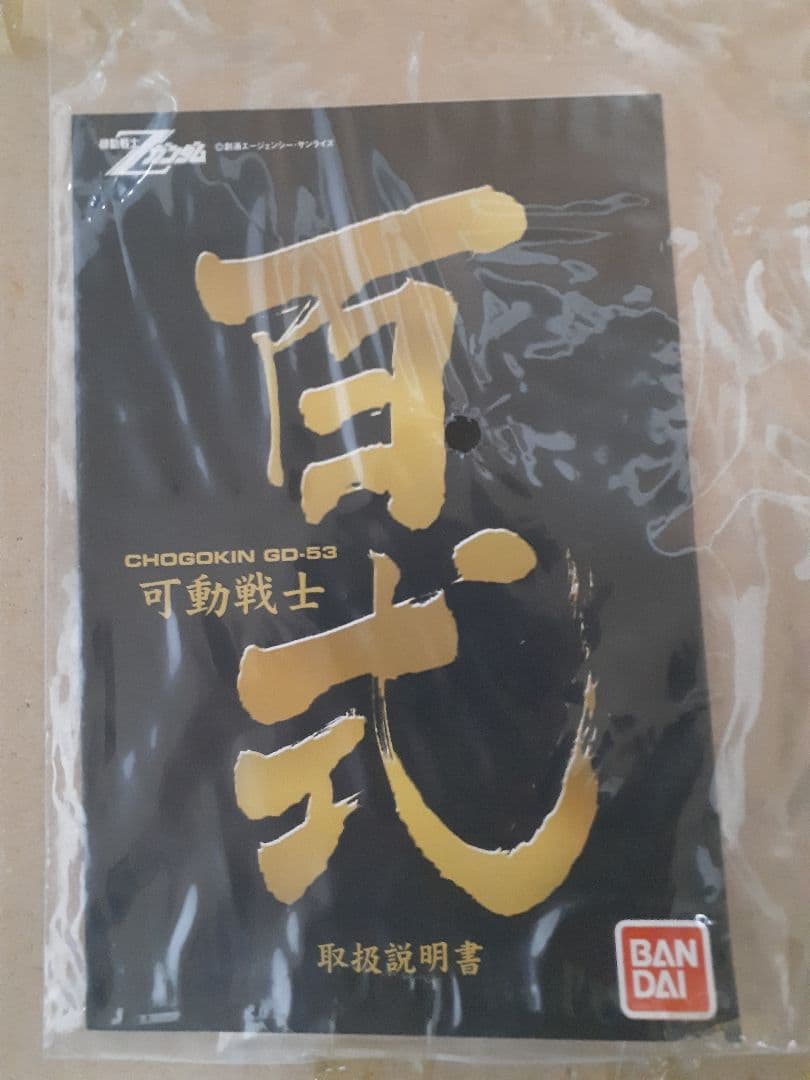 機動戦士
Zガンダム
©創通エージェンシー・サンライズ
百式
CHOGOKIN GD-53
可動戦士
取扱説明書
BAN
DAI